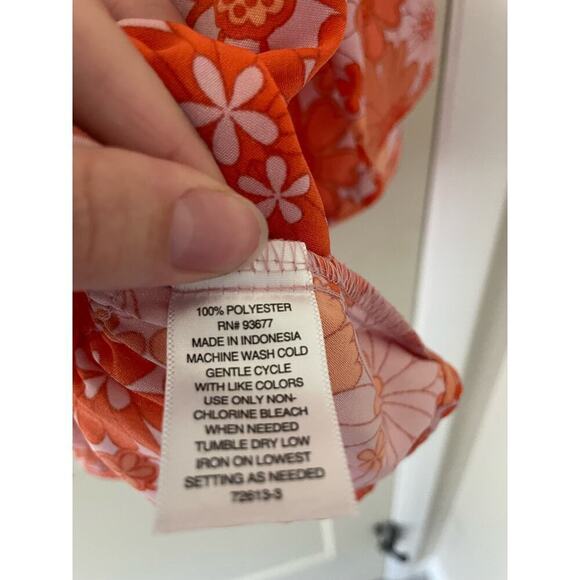 100% POLYESTER
RN# 93677
MADE IN INDONESIA
MACHINE WASH COLD
GENTLE CYCLE
WITH LIKE COLORS
USE ONLY NON-
CHLORINE BLEACH
WHEN NEEDED
TUMBLE DRY LOW
IRON ON LOWEST
SETTING AS NEEDED
72613-3